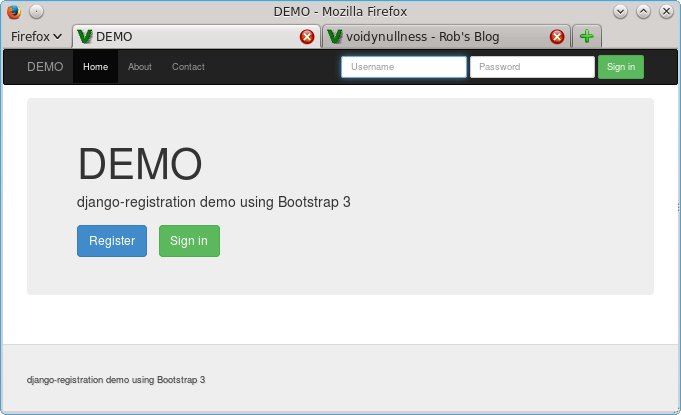 DEMO - Mozilla Firefox
Firefox
DEMO
voidynullness - Rob's Blog
DEMO Home About Contact Username Password Sign in
DEMO
django-registration demo using Bootstrap 3
Register Sign in
django-registration demo using Bootstrap 3